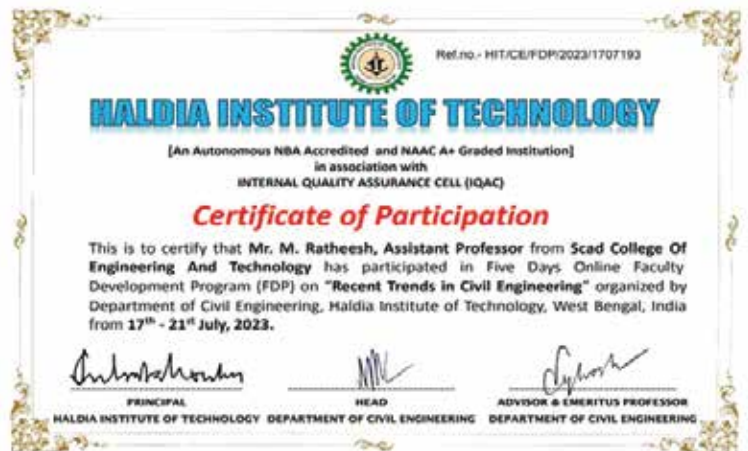 Ref.no.- HIT/CE/FDP/2023/1707193
HALDIA INSTITUTE OF TECHNOLOGY
[An Autonomous NBA Accredited and NAAC A+ Graded Institution]
in association with
INTERNAL QUALITY ASSURANCE CELL (IQAC)
Certificate of Participation
This is to certify that Mr. M. Ratheesh, Assistant Professor from Scad College Of
Engineering And Technology has participated in Five Days Online Faculty
Development Program (FDP) on "Recent Trends in Civil Engineering" organized by
Department of Civil Engineering, Haldia Institute of Technology, West Bengal, India
from 17th - 21st July, 2023.
PRINCIPAL HEAD ADVISOR & EMERITUS PROFESSOR
HALDIA INSTITUTE OF TECHNOLOGY DEPARTMENT OF CIVIL ENGINEERING DEPARTMENT OF CIVIL ENGINEERING